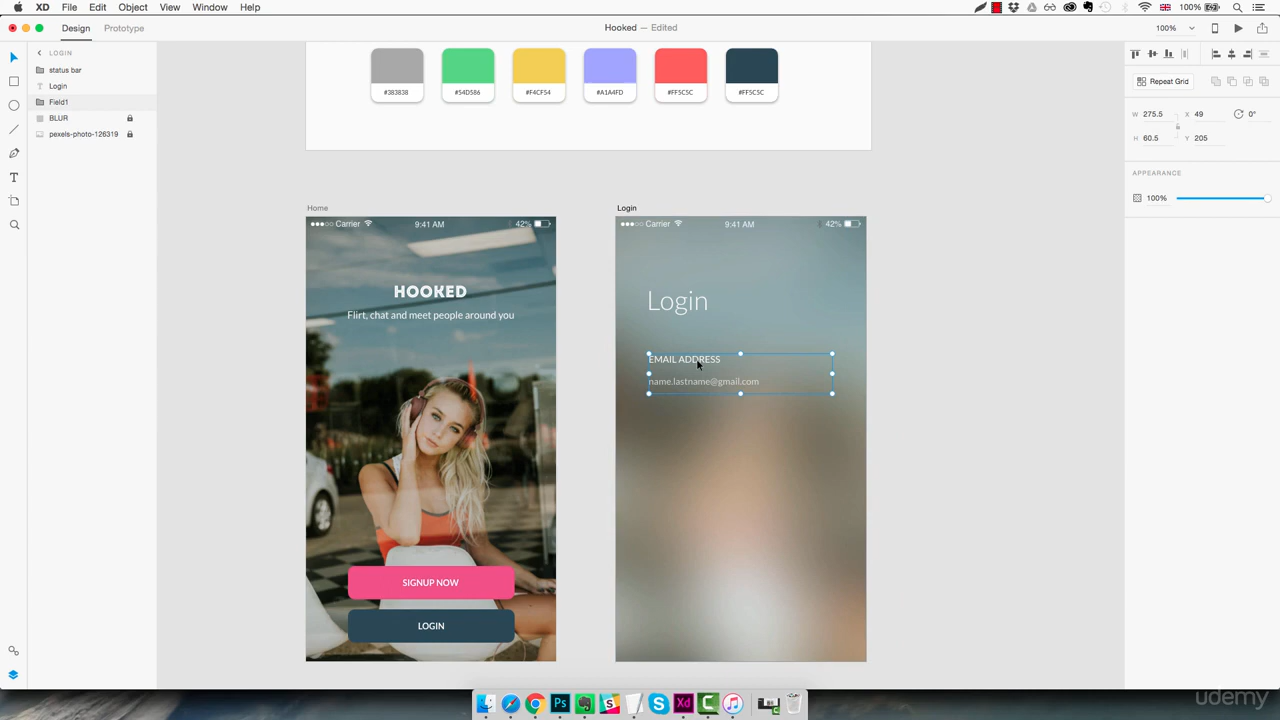 XD File Edit Object View Window Help 100%
Design Prototype Hooked — Edited 100%
LOGIN
status bar
Login
Field1
BLUR
pexels-photo-126319
#383838 #54D586 #F4CF54 #A1A4FD #FF5C5C #FF5C5C
Repeat Grid
W 275.5 X 49 0°
H 60.5 Y 205
APPEARANCE
100%
Home
Carrier 9:41 AM 42%
HOOKED
Flirt, chat and meet people around you
SIGNUP NOW
LOGIN
Login
Carrier 9:41 AM 42%
Login
EMAIL ADDRESS
name.lastname@gmail.com
Ps S Xd C
udemy